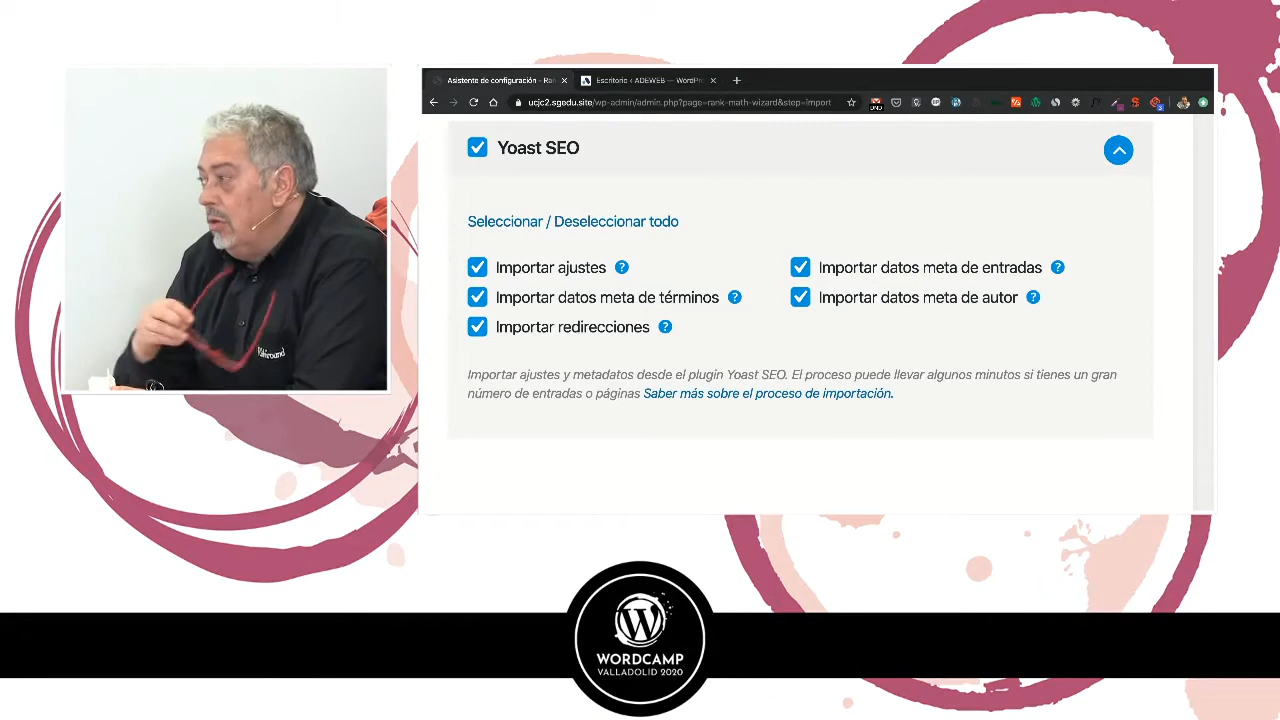 Asistente de configuración - Ran
Escritorio ‹ ADEWEB — WordPr
ucjc2.sgedu.site/wp-admin/admin.php?page=rank-math-wizard&step=import
Yoast SEO
Seleccionar / Deseleccionar todo
Importar ajustes ?
Importar datos meta de entradas ?
Importar datos meta de términos ?
Importar datos meta de autor ?
Importar redirecciones ?
Importar ajustes y metadatos desde el plugin Yoast SEO. El proceso puede llevar algunos minutos si tienes un gran
número de entradas o páginas Saber más sobre el proceso de importación.
W
WORDCAMP
VALLADOLID 2020